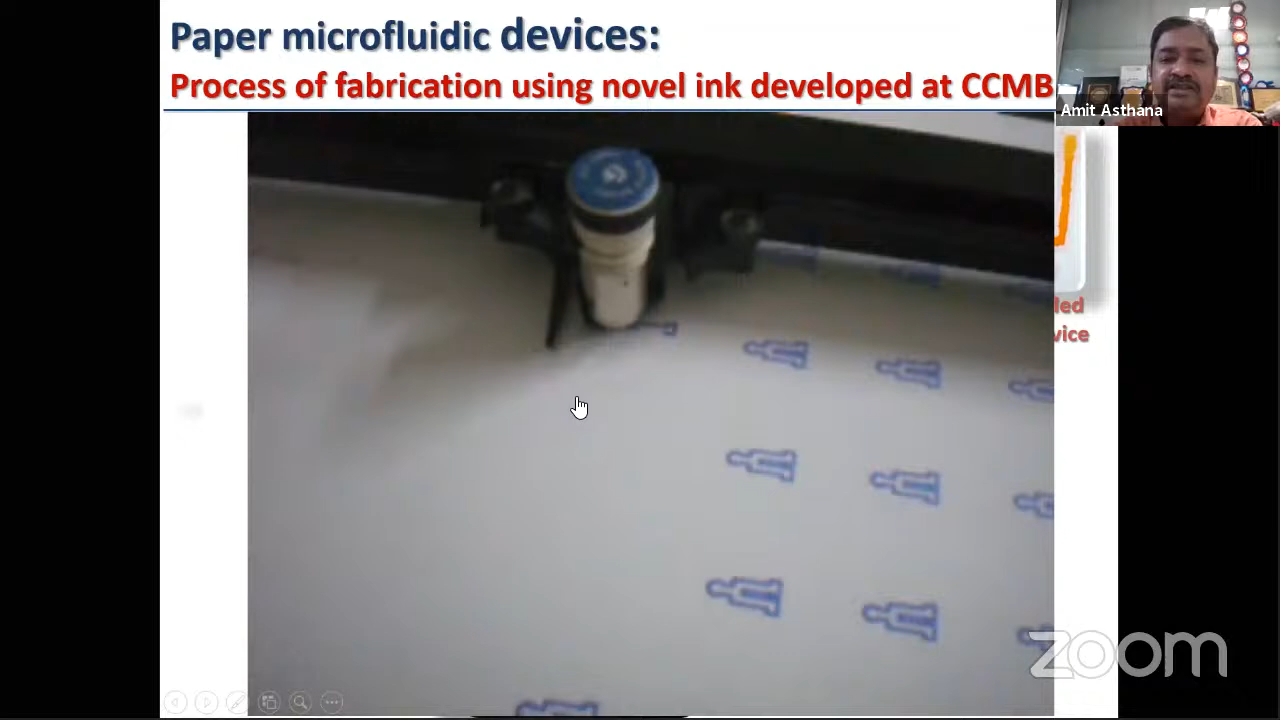 Paper microfluidic devices:
Process of fabrication using novel ink developed at CCMB
Amit Asthana
led
vice
zoom